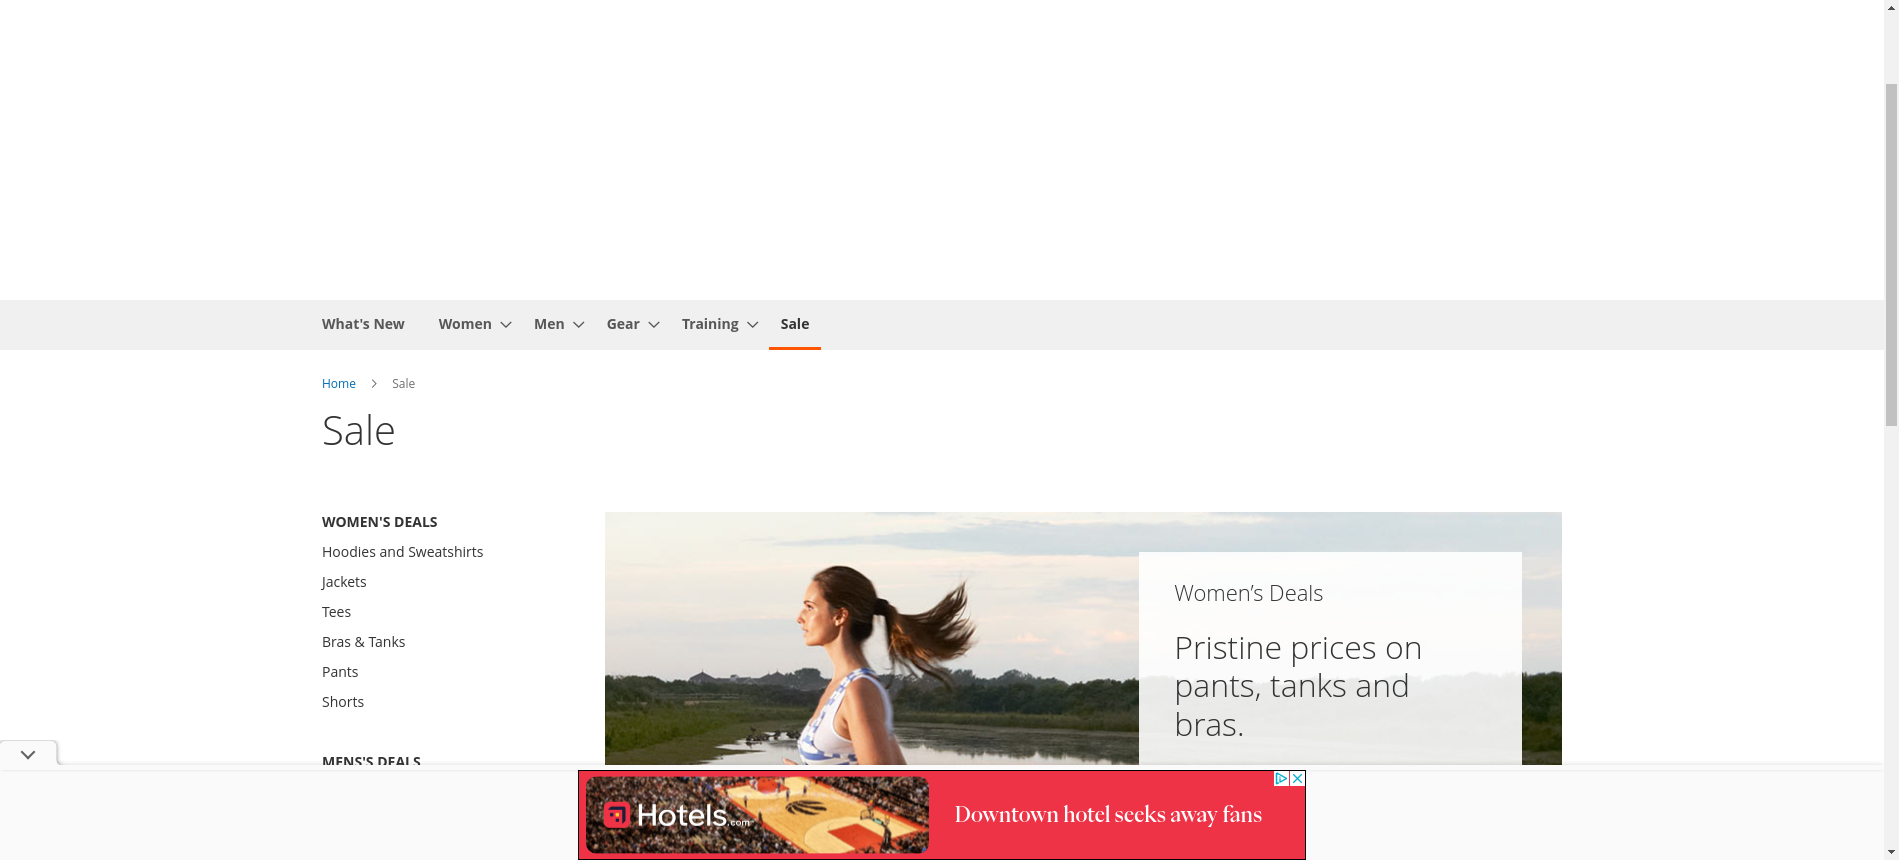 What's New Women Men Gear Training Sale
Home Sale
Sale
WOMEN'S DEALS
Hoodies and Sweatshirts
Jackets
Tees
Bras & Tanks
Pants
Shorts
MENS'S DEALS
Women’s Deals
Pristine prices on
pants, tanks and
bras.
Hotels.com
Downtown hotel seeks away fans